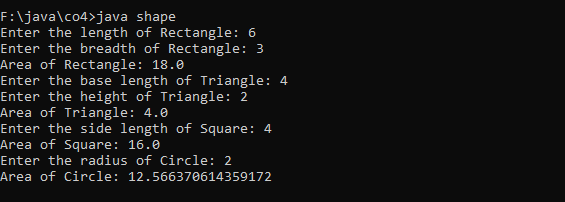 F:\java\co4>java shape
Enter the length of Rectangle: 6
Enter the breadth of Rectangle: 3
Area of Rectangle: 18.0
Enter the base length of Triangle: 4
Enter the height of Triangle: 2
Area of Triangle: 4.0
Enter the side length of Square: 4
Area of Square: 16.0
Enter the radius of Circle: 2
Area of Circle: 12.566370614359172